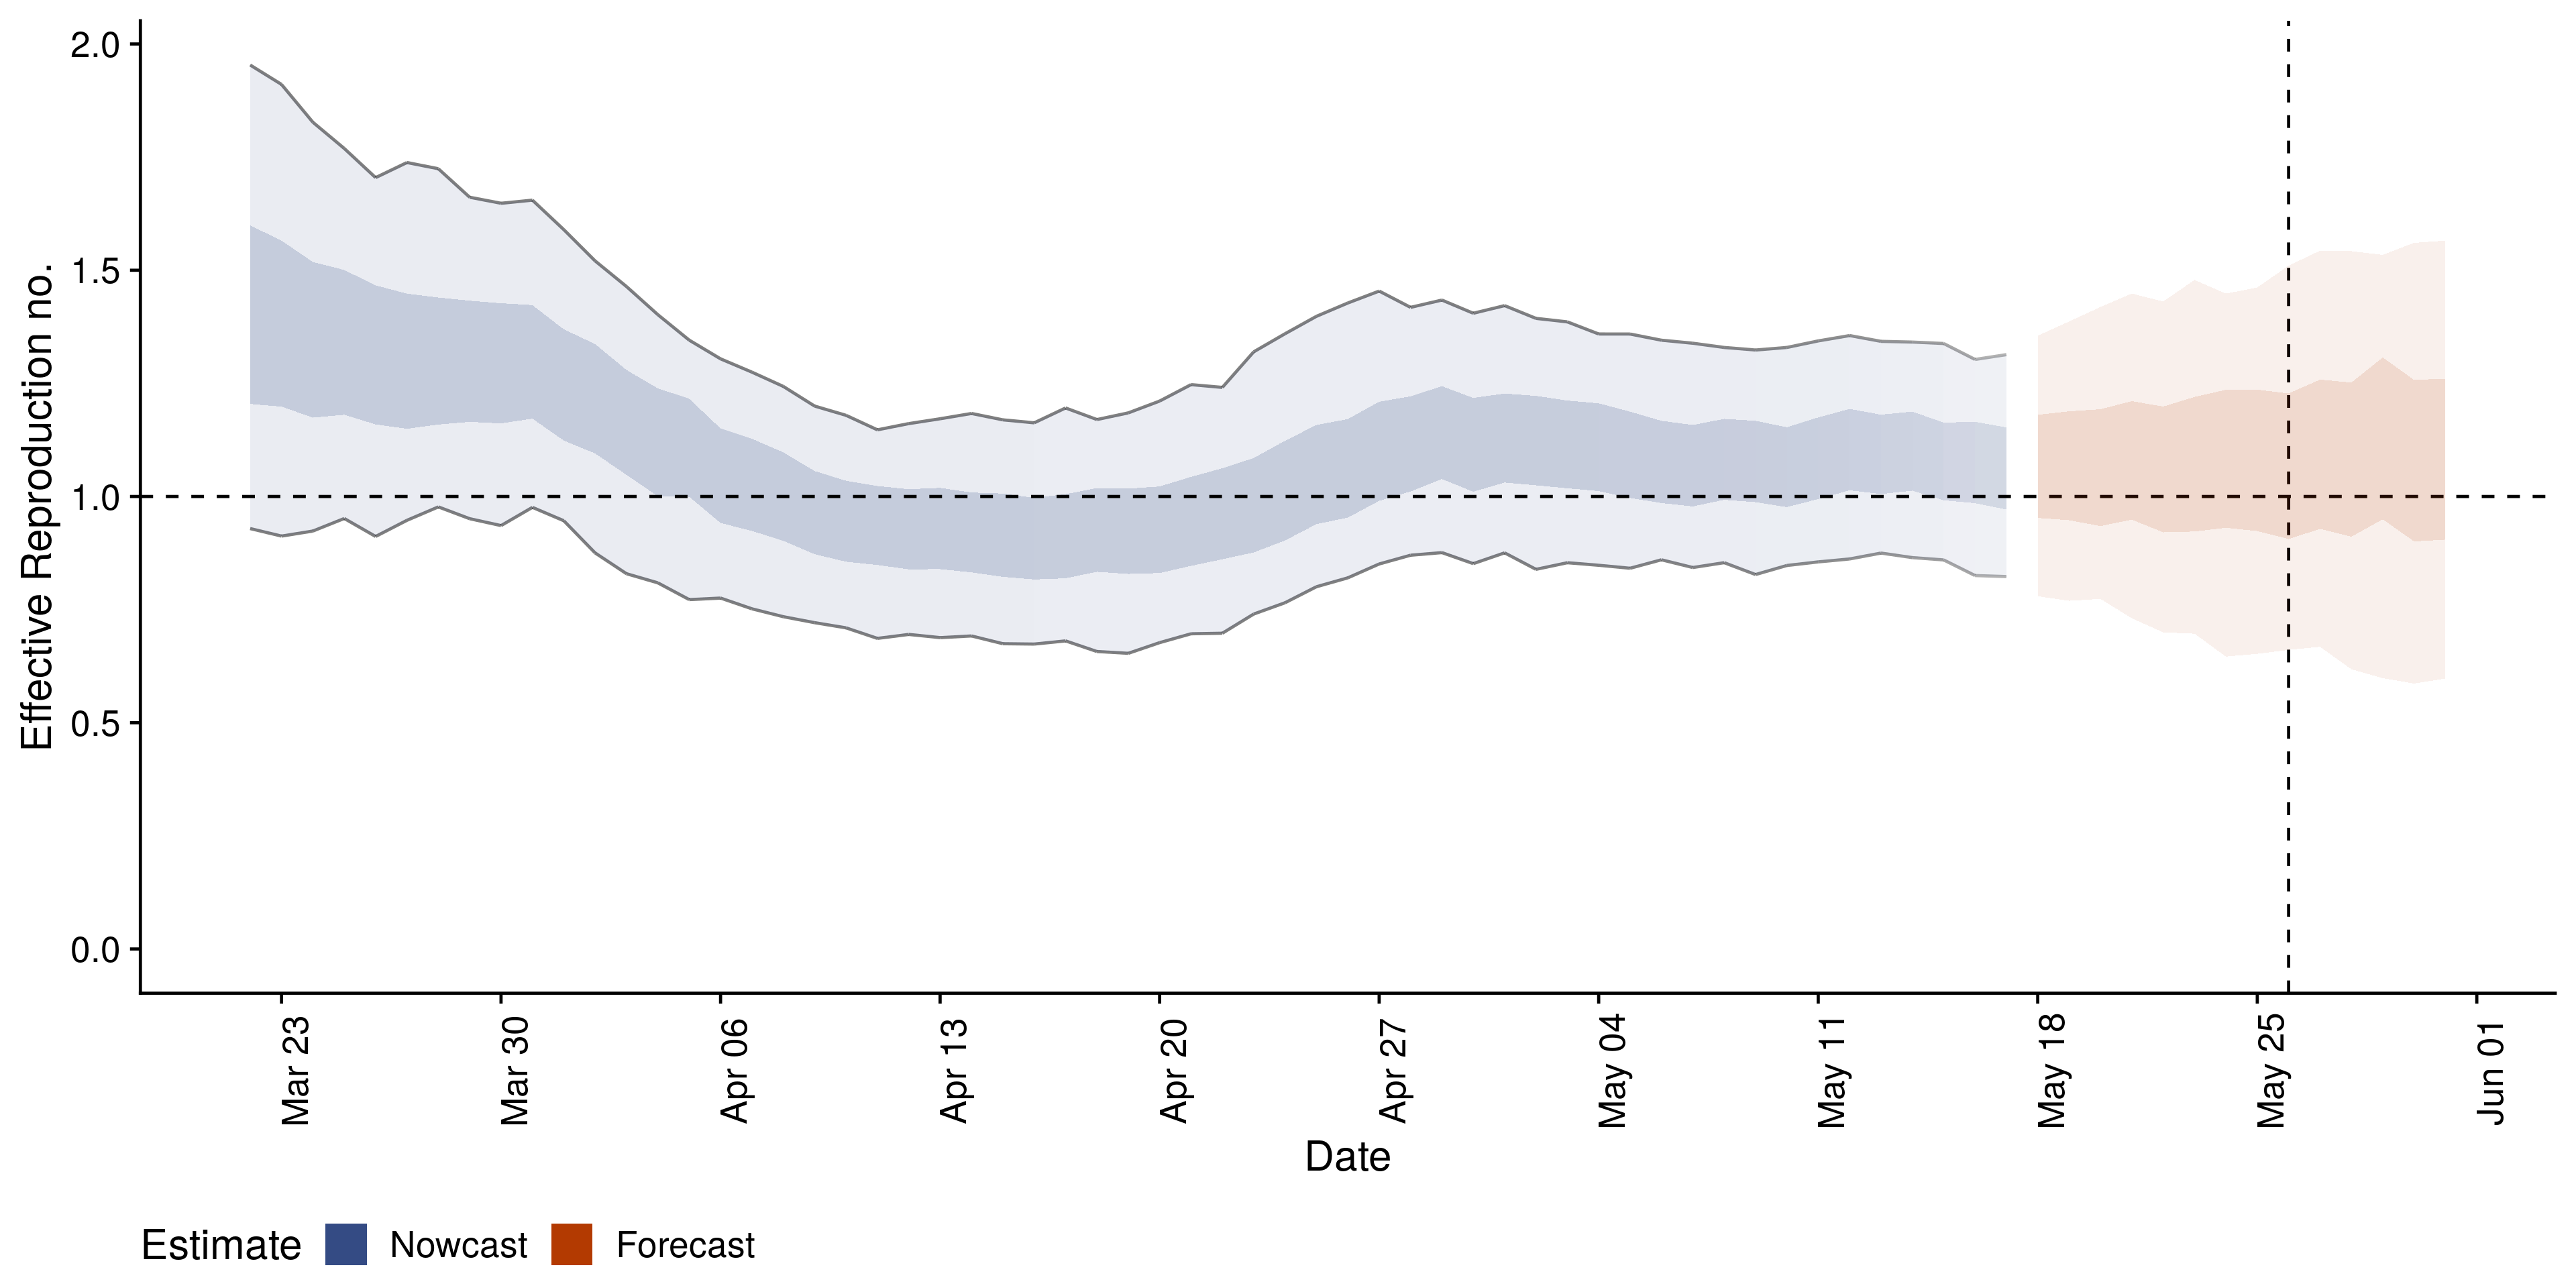 Effective Reproduction no.
2.0
1.5
1.0
0.5
0.0
Mar 23
Mar 30
Apr 06
Apr 13
Apr 20
Apr 27
May 04
May 11
May 18
May 25
Jun 01
Date
Estimate Nowcast Forecast